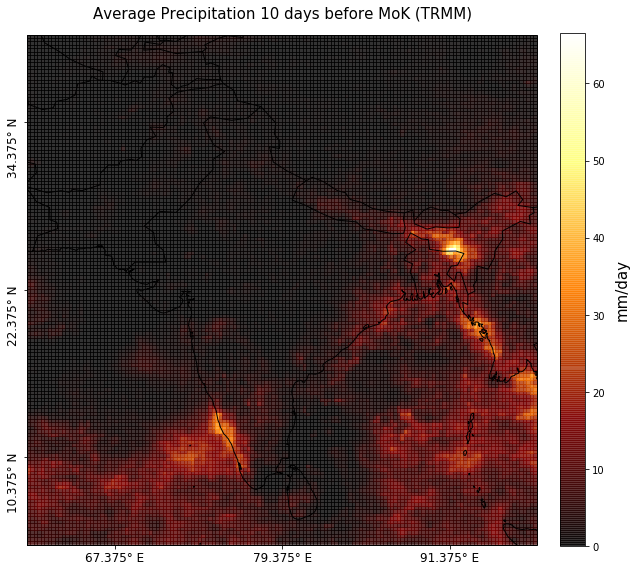 Average Precipitation 10 days before MoK (TRMM)
34.375° N
22.375° N
10.375° N
67.375° E
79.375° E
91.375° E
60
50
40
30
20
10
0
mm/day